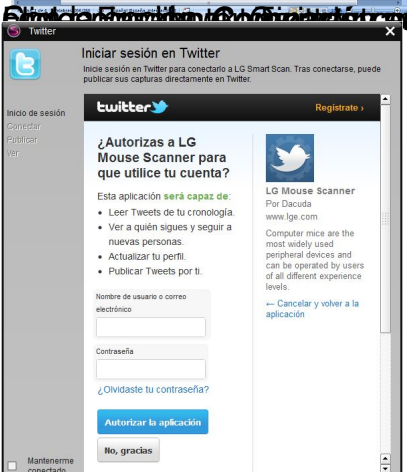 Twitter
Iniciar sesión en Twitter
Inicie sesión en Twitter para conectarlo a LG Smart Scan. Tras conectarse, puede
publicar sus capturas directamente en Twitter.
Inicio de sesión
Conectar
Publicar
Ver
twitter
Regístrate ›
¿Autorizas a LG
Mouse Scanner para
que utilice tu cuenta?
Esta aplicación será capaz de:
• Leer Tweets de tu cronología.
• Ver a quién sigues y seguir a
nuevas personas.
• Actualizar tu perfil.
• Publicar Tweets por ti.
Nombre de usuario o correo
electrónico
Contraseña
¿Olvidaste tu contraseña?
Autorizar la aplicación
No, gracias
LG Mouse Scanner
Por Dacuda
www.lge.com
Computer mice are the
most widely used
peripheral devices and
can be operated by users
of all different experience
levels.
← Cancelar y volver a la
aplicación
Mantenerme
conectado